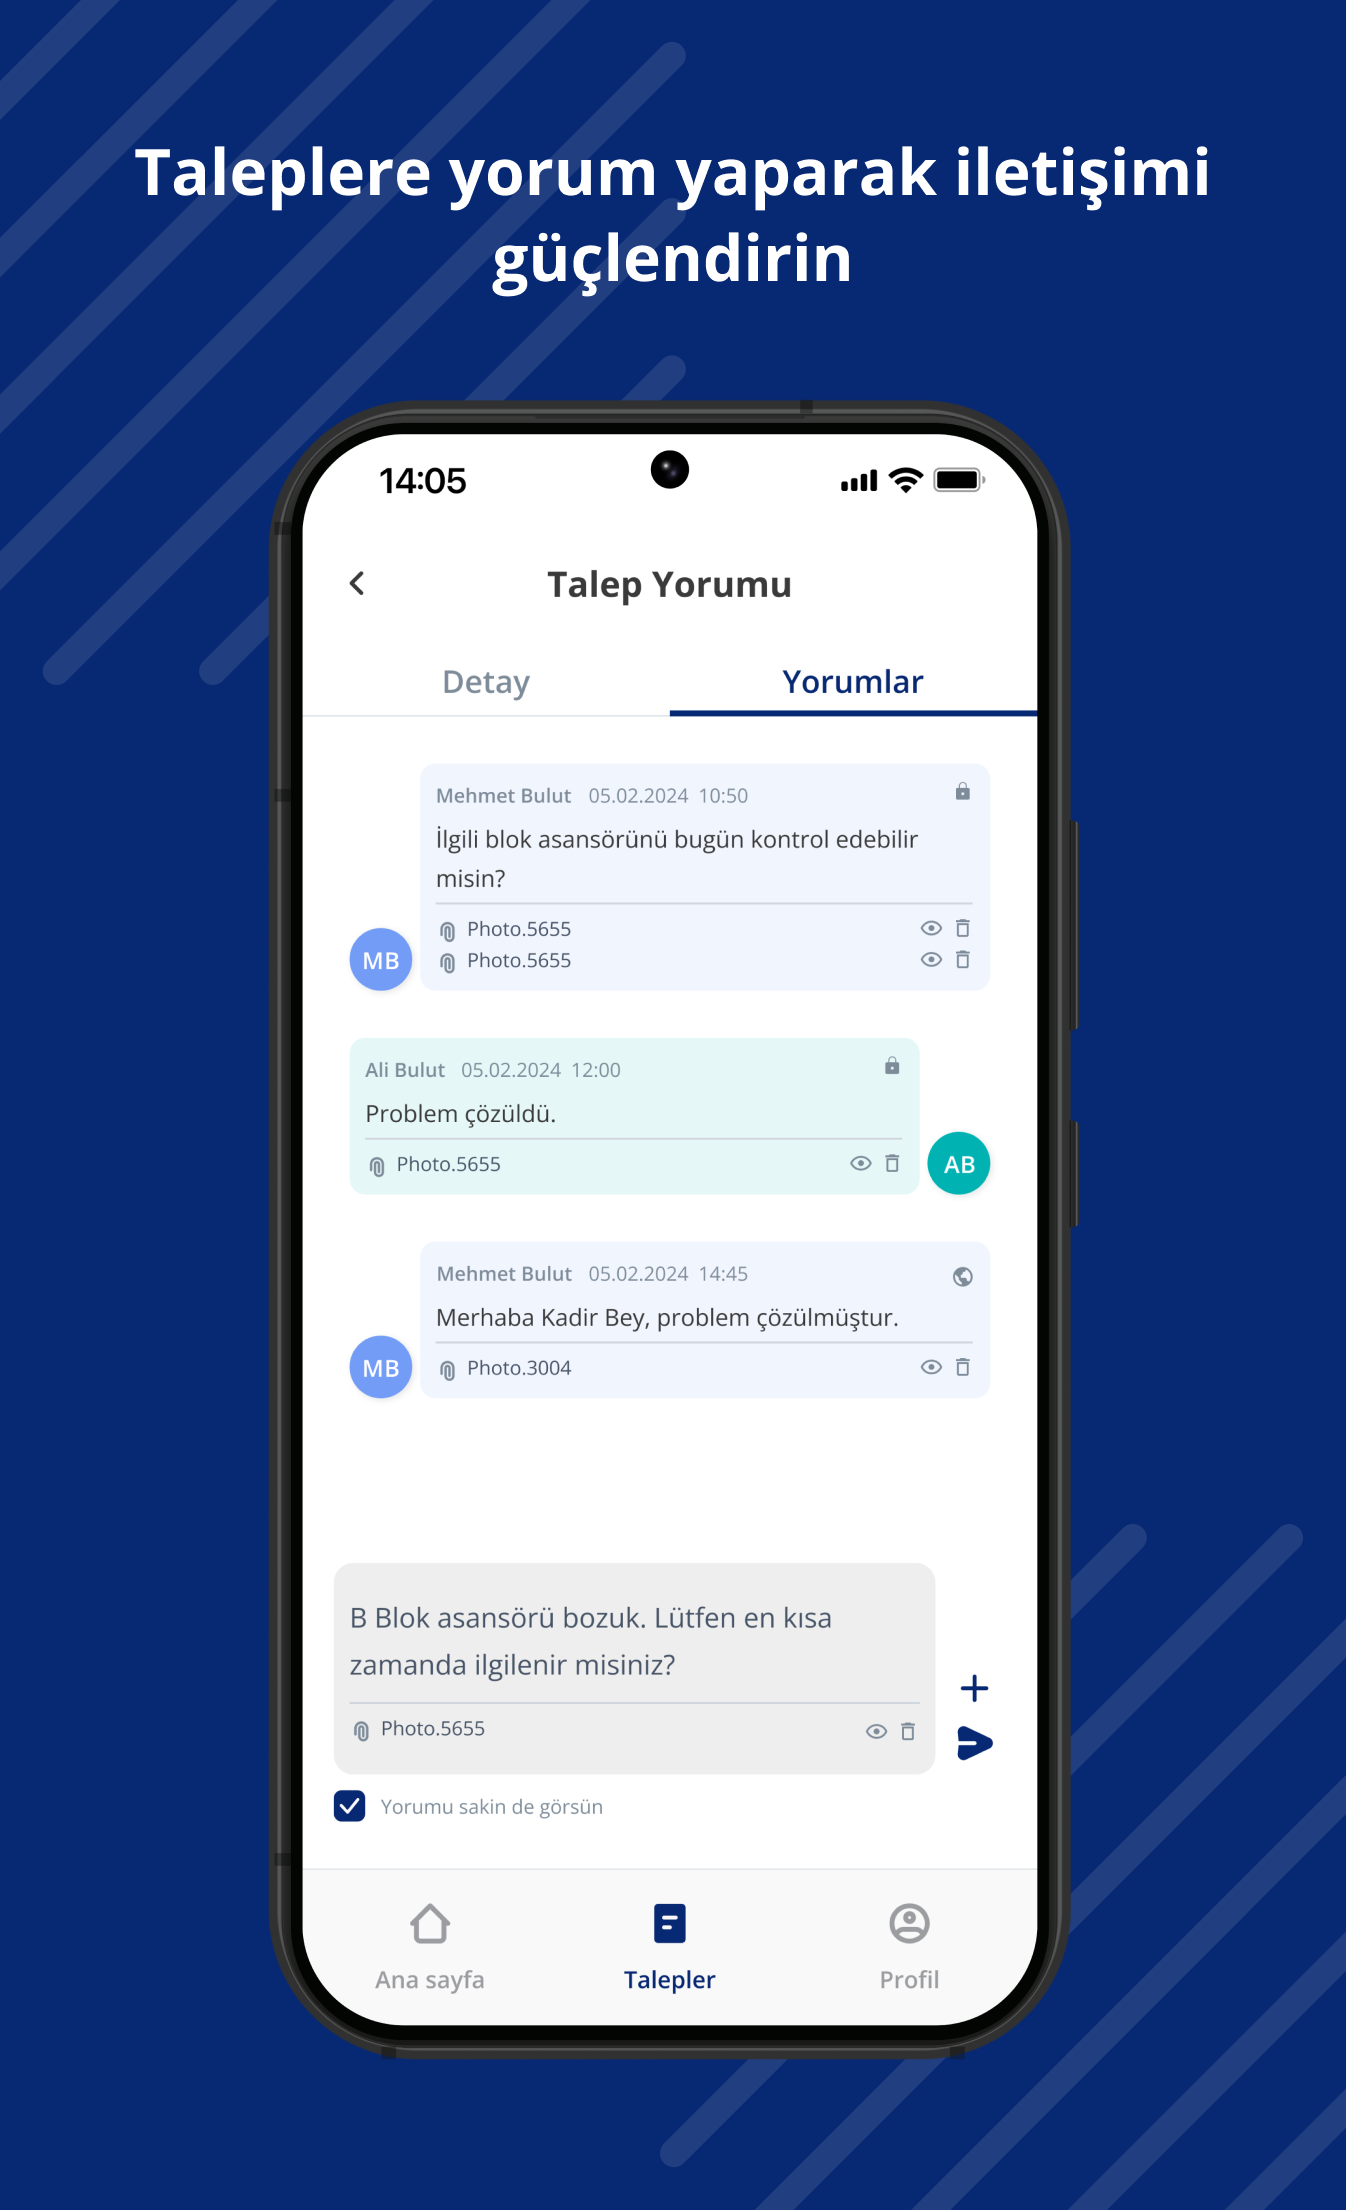 Taleplere yorum yaparak iletişimi
güçlendirin
14:05
Talep Yorumu
Detay
Yorumlar
Mehmet Bulut 05.02.2024 10:50
İlgili blok asansörünü bugün kontrol edebilir
misin?
Photo.5655
Photo.5655
MB
Ali Bulut 05.02.2024 12:00
Problem çözüldü.
Photo.5655
AB
Mehmet Bulut 05.02.2024 14:45
Merhaba Kadir Bey, problem çözülmüştur.
Photo.3004
MB
B Blok asansörü bozuk. Lütfen en kısa
zamanda ilgilenir misiniz?
Photo.5655
Yorumu sakin de görsün
Ana sayfa
Talepler
Profil